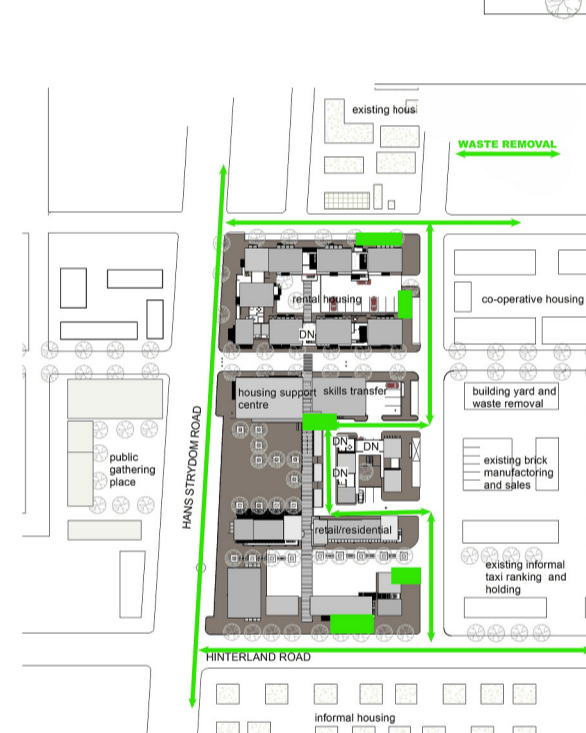 existing housi
WASTE REMOVAL
rental housing
co-operative housing
DN
housing support
centre
skills transfer
building yard and
waste removal
HANS STRYDOM ROAD
public
gathering
place
DN
DN
DN
existing brick
manufactoring
and sales
retail/residential
existing informal
taxi ranking and
holding
HINTERLAND ROAD
informal housing